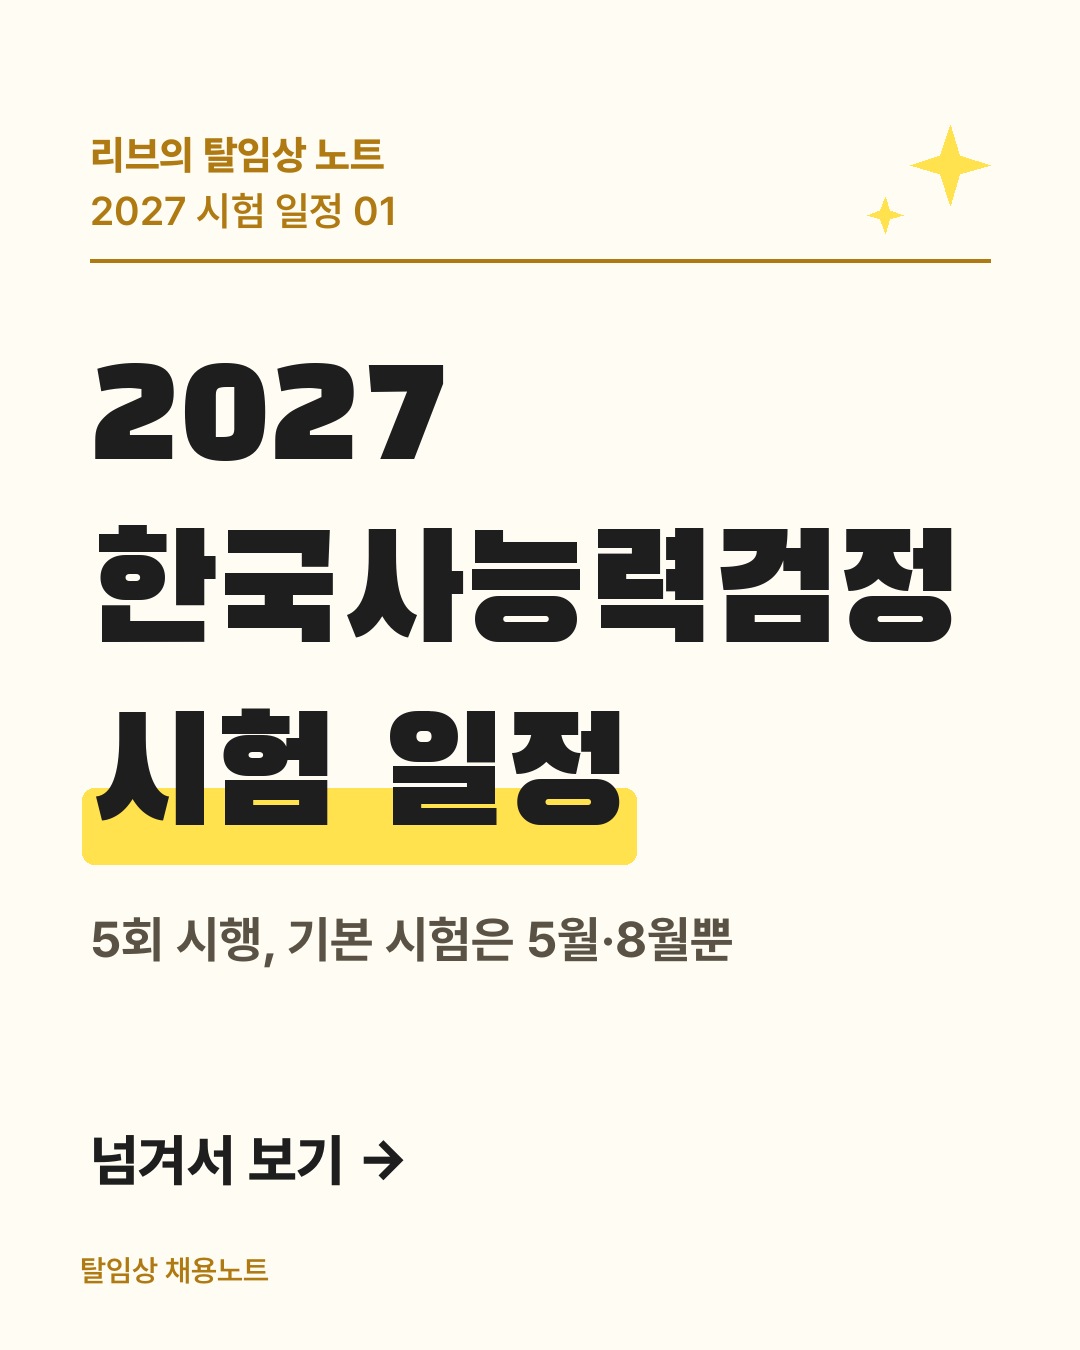 리브의 탈임상 노트
2027 시험 일정 01
2027
한국사능력검정
시험 일정
5회 시행, 기본 시험은 5월·8월뿐
넘겨서 보기 →
탈임상 채용노트